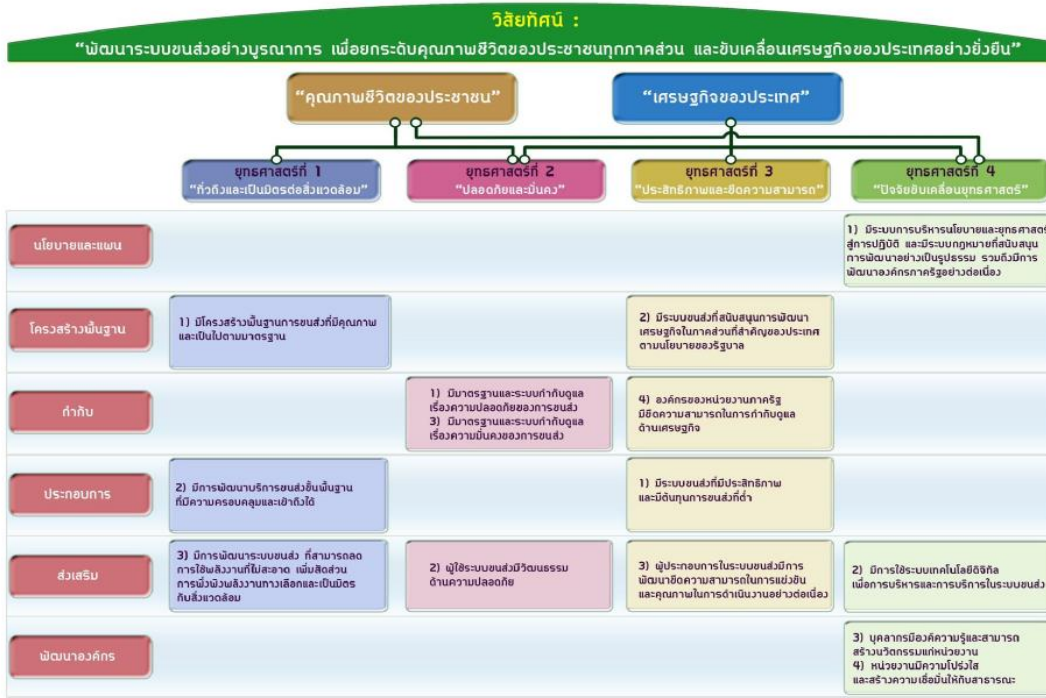 วิสัยทัศน์ :
“พัฒนาระบบขนส่งอย่างบูรณาการ เพื่อยกระดับคุณภาพชีวิตของประชาชนทุกภาคส่วน และขับเคลื่อนเศรษฐกิจของประเทศอย่างยั่งยืน”
“คุณภาพชีวิตของประชาชน”
“เศรษฐกิจของประเทศ”
ยุทธศาสตร์ที่ 1
“ทั่วถึงและเป็นมิตรต่อสิ่งแวดล้อม”
ยุทธศาสตร์ที่ 2
“ปลอดภัยและมั่นคง”
ยุทธศาสตร์ที่ 3
“ประสิทธิภาพและขีดความสามารถ”
ยุทธศาสตร์ที่ 4
“ปัจจัยขับเคลื่อนยุทธศาสตร์”
นโยบายและแผน
1) มีระบบการบริหารนโยบายและยุทธศาสตร์
สู่การปฏิบัติ และมีระบบกฎหมายที่สนับสนุน
การพัฒนาอย่างเป็นรูปธรรม รวมถึงมีการ
พัฒนาองค์กรภาครัฐอย่างต่อเนื่อง
โครงสร้างพื้นฐาน
1) มีโครงสร้างพื้นฐานการขนส่งที่มีคุณภาพ
และเป็นไปตามมาตรฐาน
2) มีระบบขนส่งที่สนับสนุนการพัฒนา
เศรษฐกิจในภาคส่วนที่สำคัญของประเทศ
ตามนโยบายของรัฐบาล
กำกับ
1) มีมาตรฐานและระบบกำกับดูแล
เรื่องความปลอดภัยของการขนส่ง
3) มีมาตรฐานและระบบกำกับดูแล
เรื่องความมั่นคงของการขนส่ง
4) องค์กรของหน่วยงานภาครัฐ
มีขีดความสามารถในการกำกับดูแล
ด้านเศรษฐกิจ
ประกอบการ
2) มีการพัฒนาบริการขนส่งขั้นพื้นฐาน
ที่มีความครอบคลุมและเข้าถึงได้
1) มีระบบขนส่งที่มีประสิทธิภาพ
และมีต้นทุนการขนส่งที่ต่ำ
ส่งเสริม
3) มีการพัฒนาระบบขนส่ง ที่สามารถลด
การใช้พลังงานที่ไม่สะอาด เพิ่มสัดส่วน
การพึ่งพิงพลังงานทางเลือกและเป็นมิตร
กับสิ่งแวดล้อม
2) ผู้ใช้ระบบขนส่งมีวัฒนธรรม
ด้านความปลอดภัย
3) ผู้ประกอบการในระบบขนส่งมีการ
พัฒนาขีดความสามารถในการแข่งขัน
และคุณภาพในการดำเนินงานอย่างต่อเนื่อง
2) มีการใช้ระบบเทคโนโลยีดิจิทัล
เพื่อการบริหารและการบริการในระบบขนส่ง
พัฒนาองค์กร
3) บุคลากรมีองค์ความรู้และสามารถ
สร้างนวัตกรรมแก่หน่วยงาน
4) หน่วยงานมีความโปร่งใส
และสร้างความเชื่อมั่นให้กับสาธารณะ